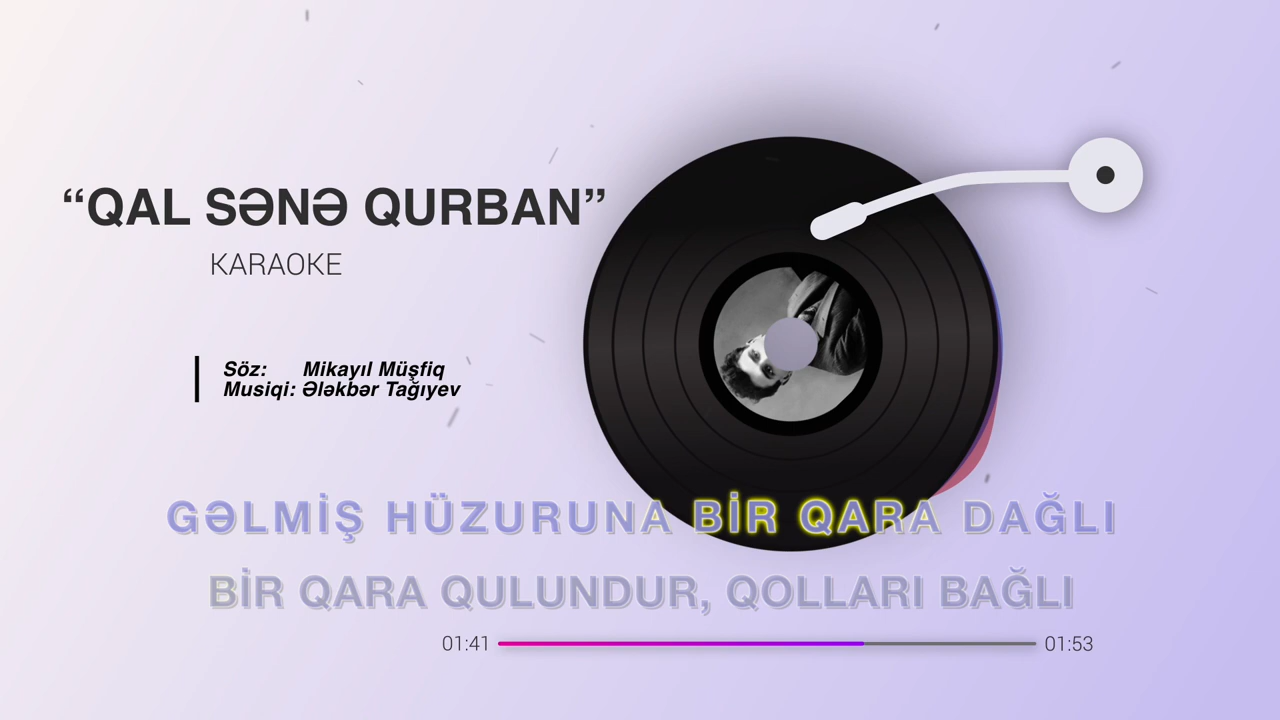 “QAL SƏNƏ QURBAN”
KARAOKE
Söz: Mikayıl Müşfiq
Musiqi: Ələkbər Tağıyev
GƏLMİŞ HÜZURUNA BİR QARA DAĞLI
BİR QARA QULUNDUR, QOLLARI BAĞLI
01:41 01:53